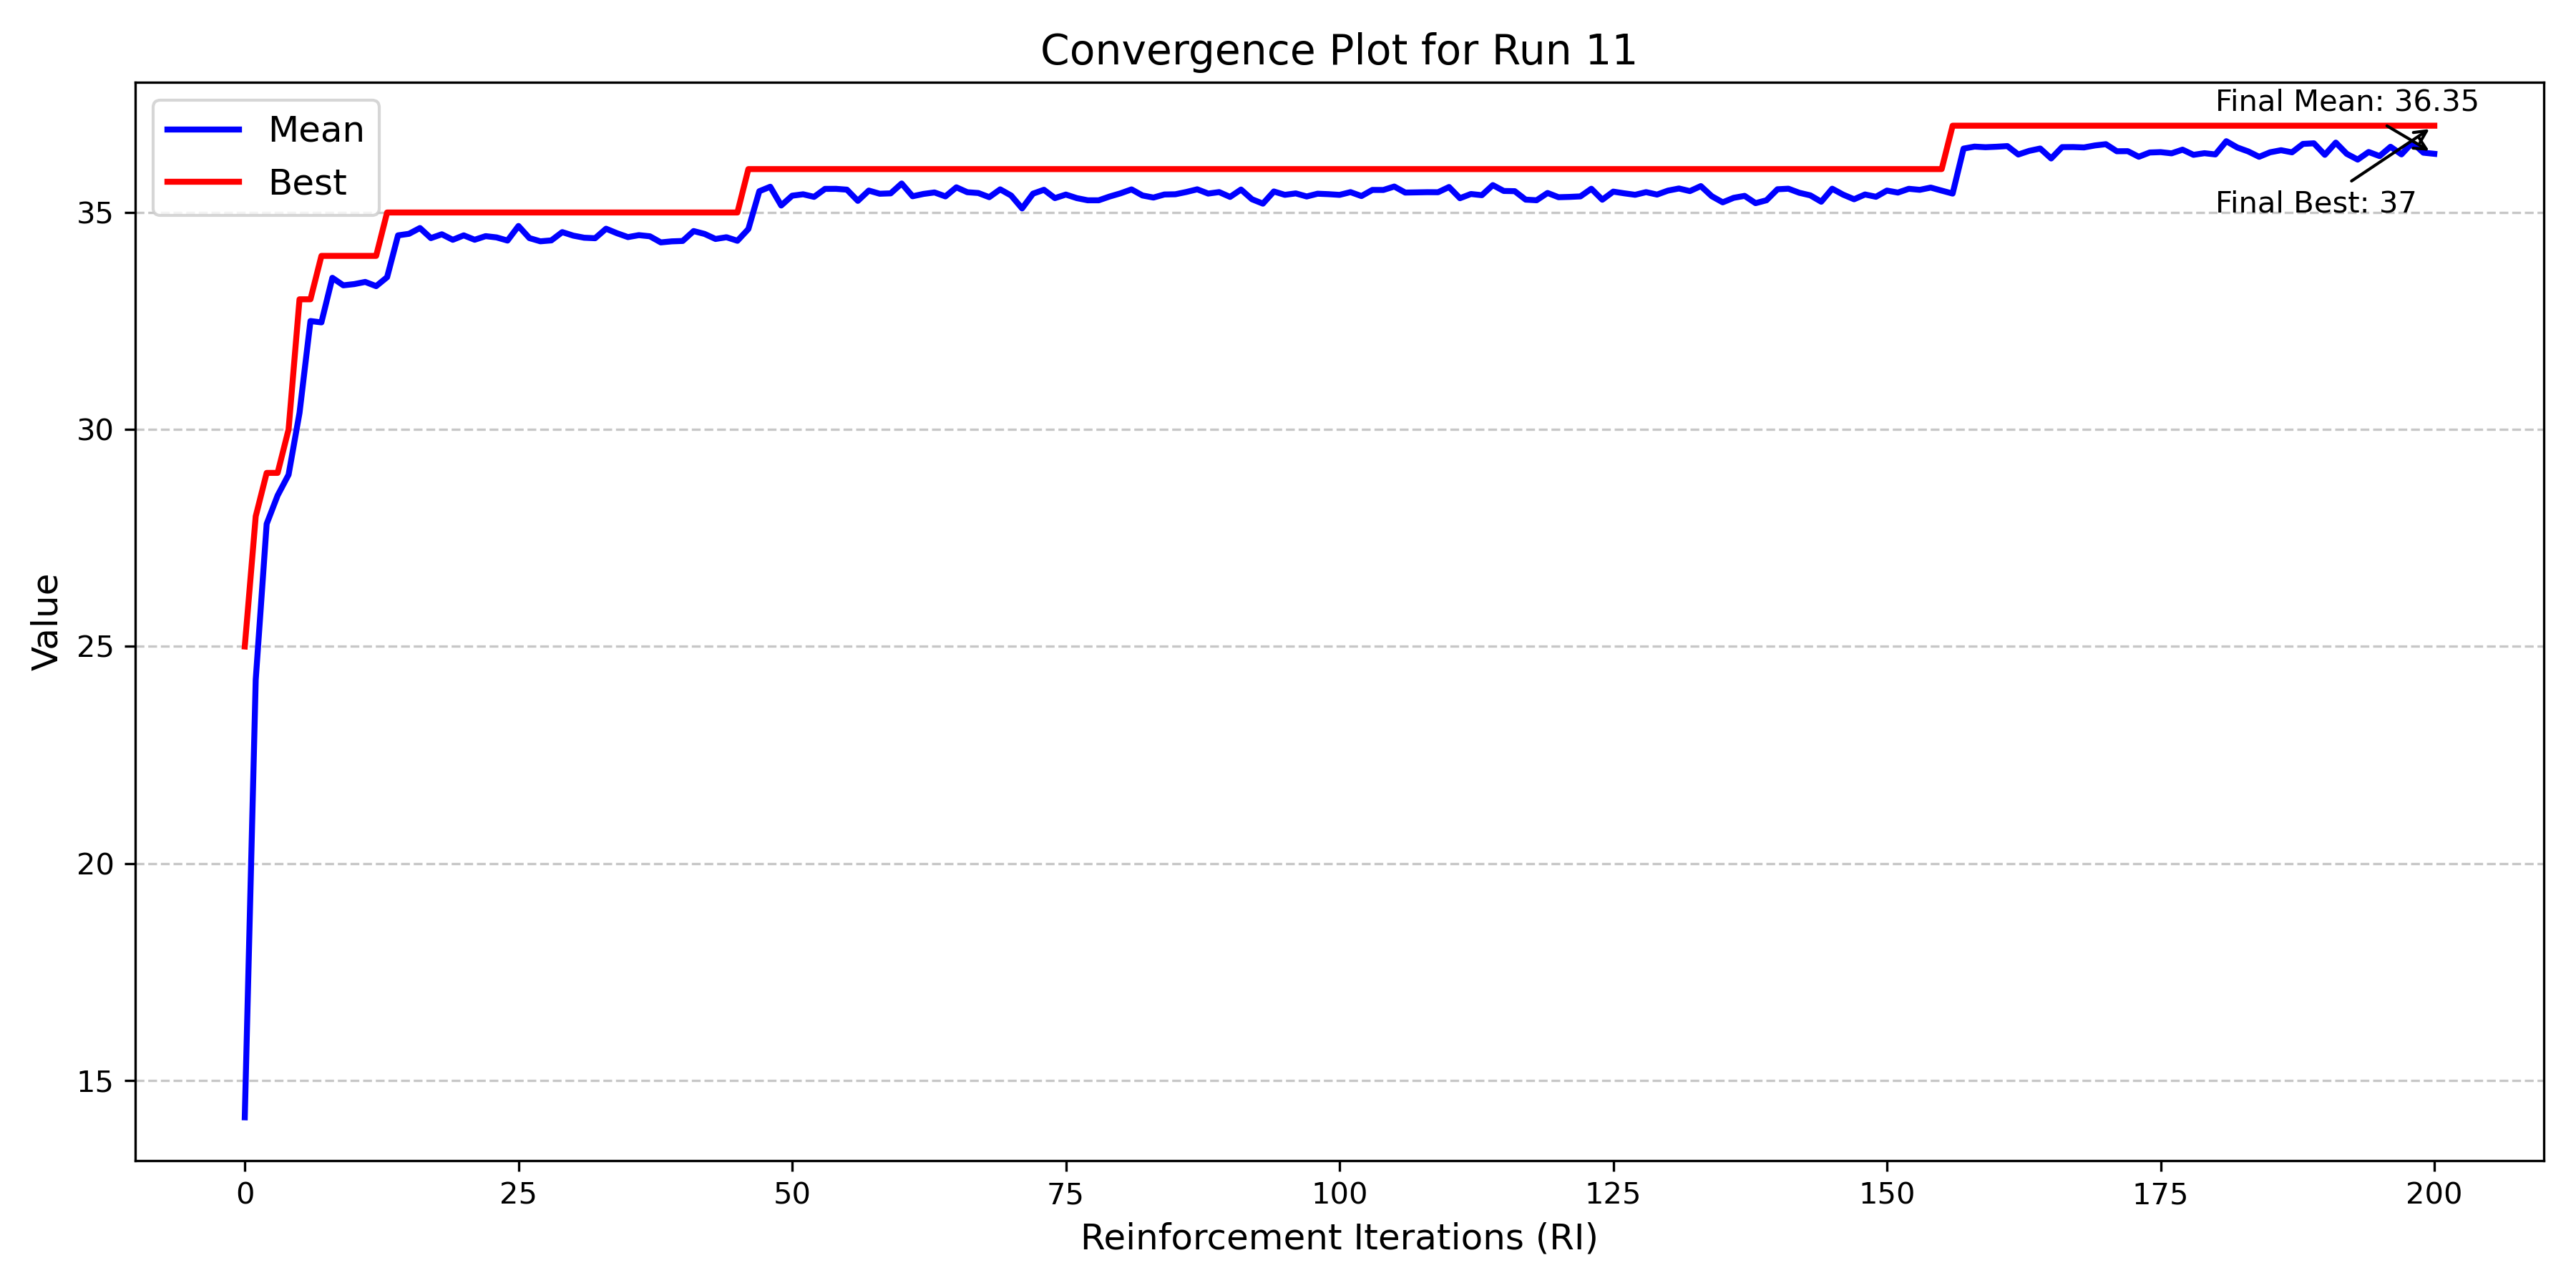 Convergence Plot for Run 11
Mean
Best
Final Mean: 36.35
Final Best: 37
Value
35
30
25
20
15
0 25 50 75 100 125 150 175 200
Reinforcement Iterations (RI)